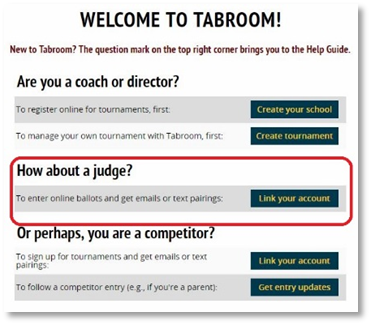 WELCOME TO TABROOM!
New to Tabroom? The question mark on the top right corner brings you to the Help Guide.
Are you a coach or director?
To register online for tournaments, first: Create your school
To manage your own tournament with Tabroom, first: Create tournament
How about a judge?
To enter online ballots and get emails or text pairings: Link your account
Or perhaps, you are a competitor?
To sign up for tournaments and get emails or text
pairings: Link your account
To follow a competitor entry (e.g., if you're a parent): Get entry updates